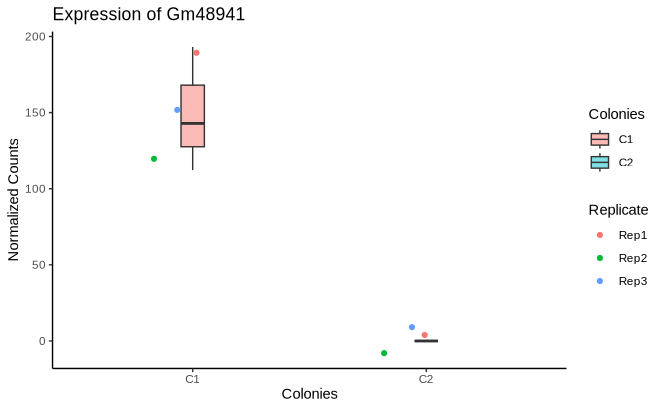 Expression of Gm48941
200
150
100
50
0
Normalized Counts
C1
C2
Colonies
Colonies
C1
C2
Replicate
Rep1
Rep2
Rep3